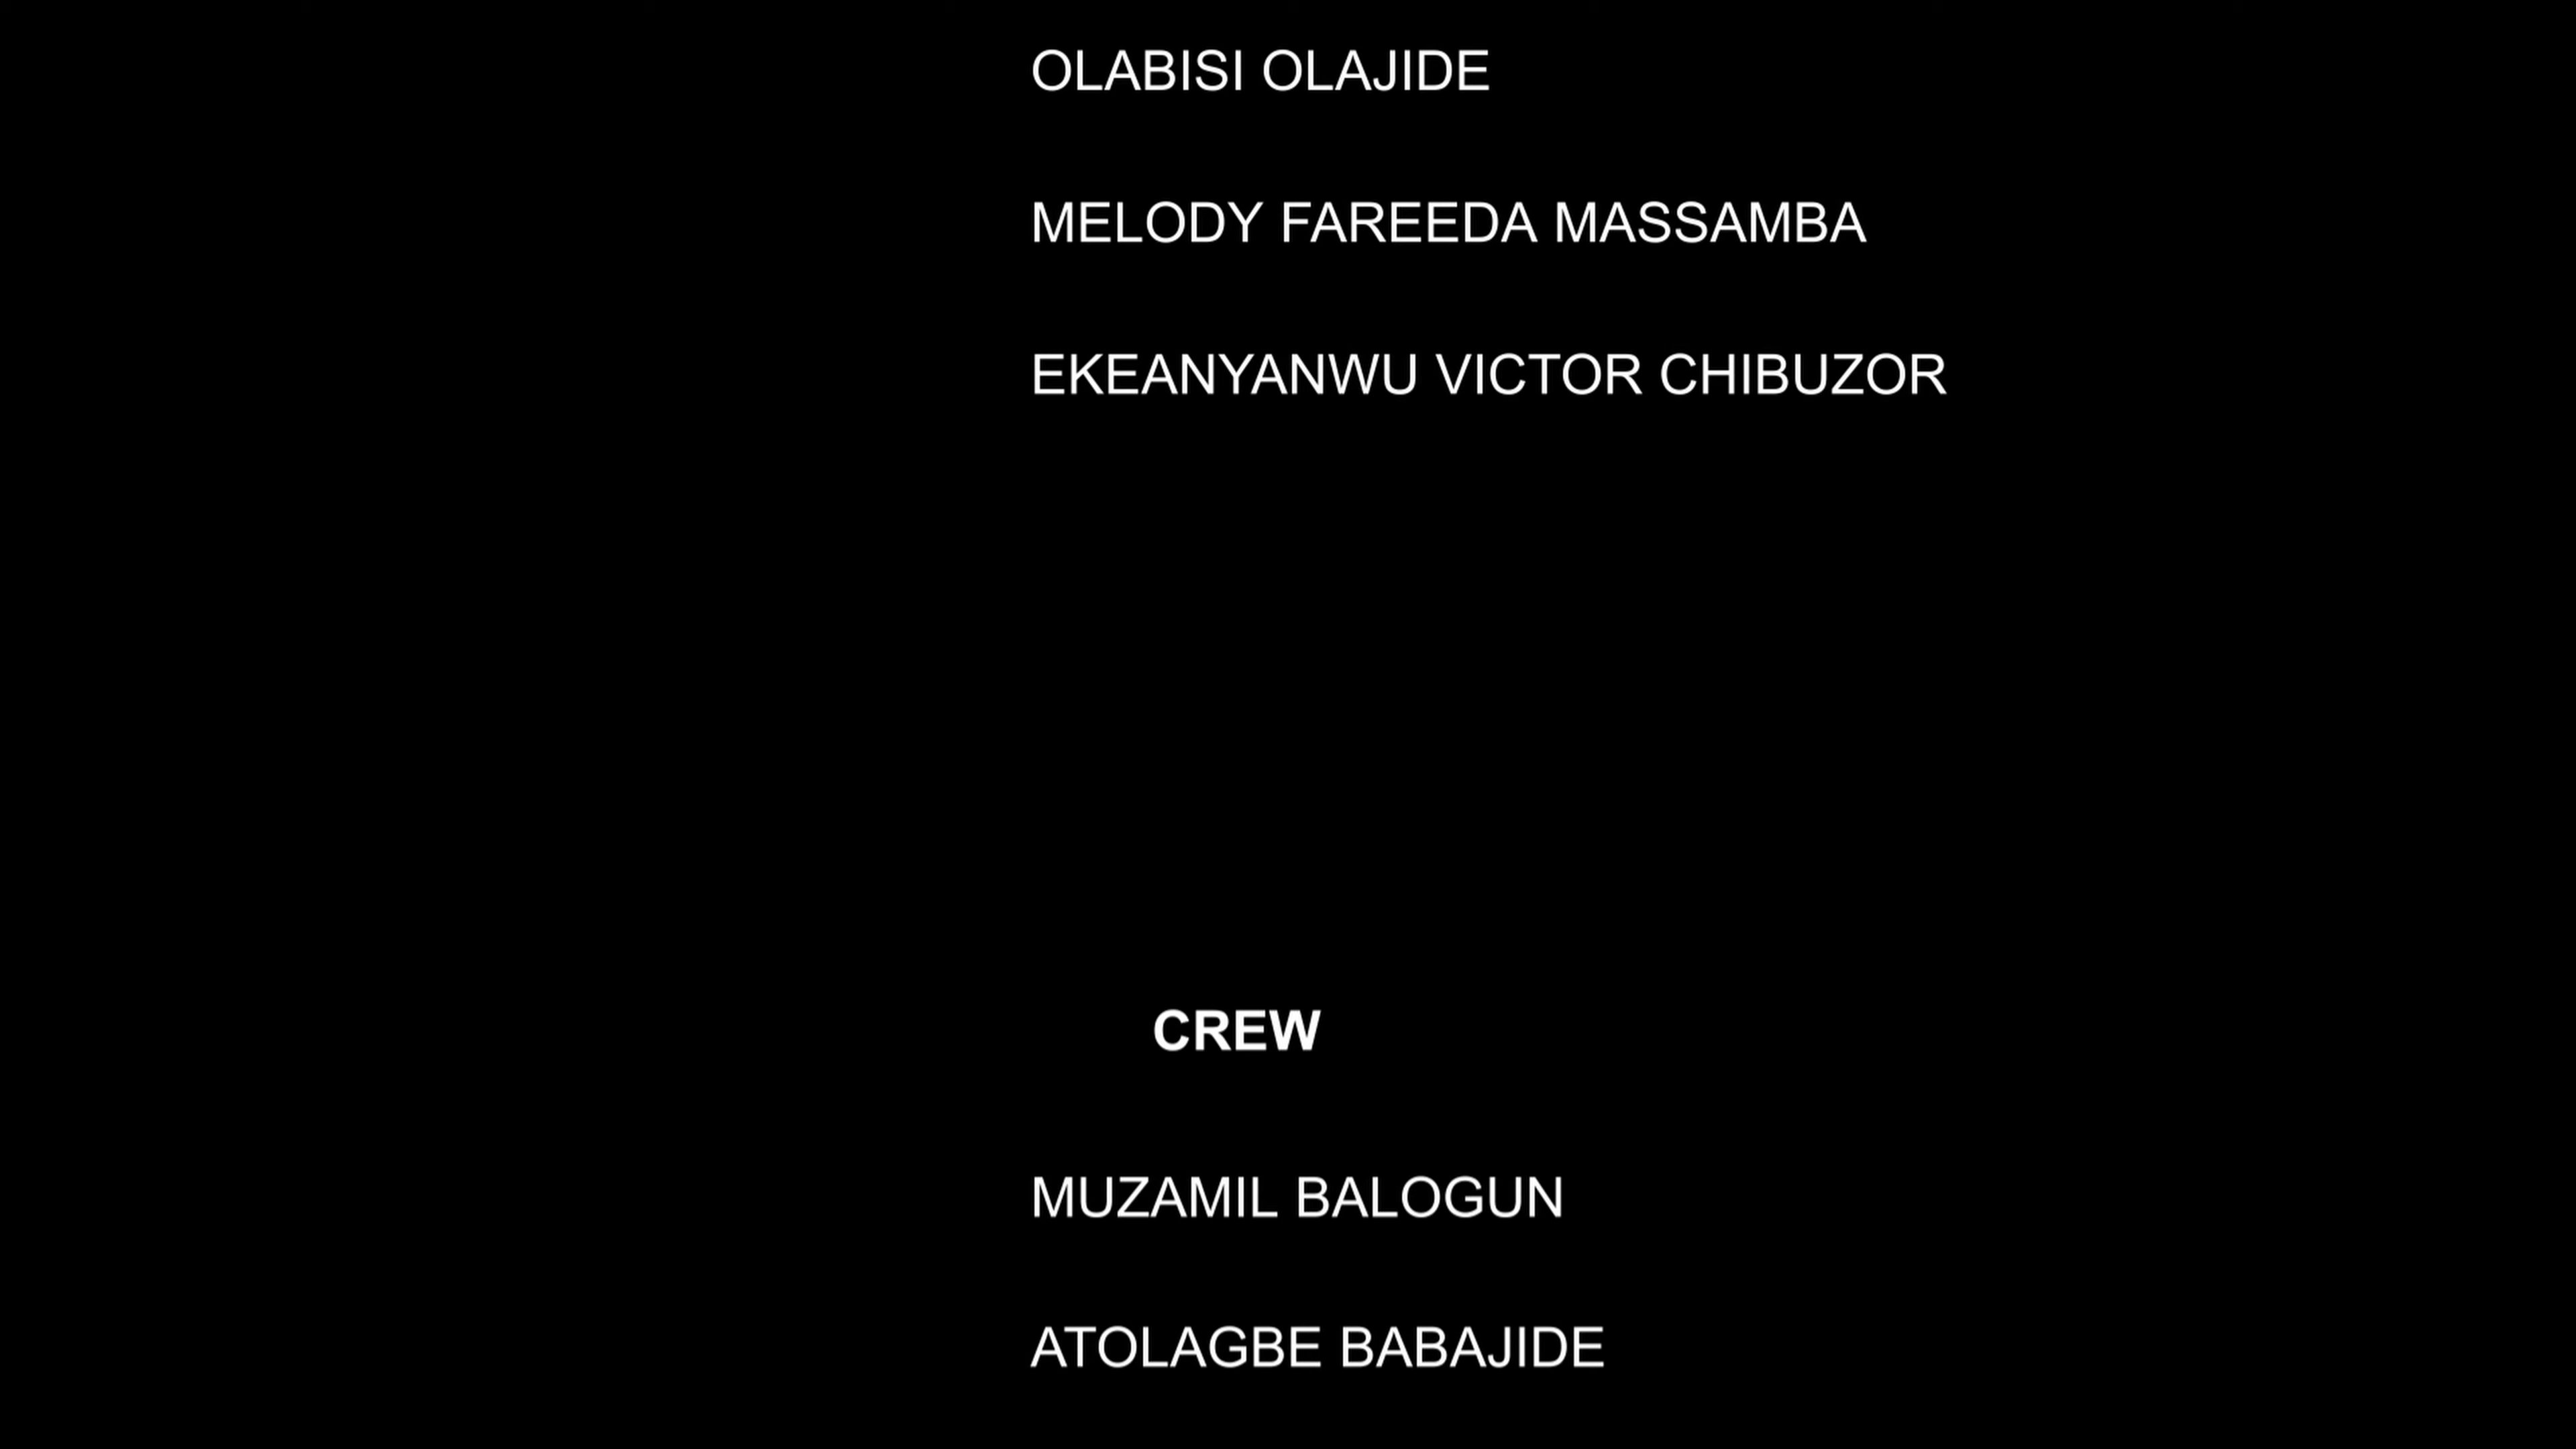 OLABISI OLAJIDE
MELODY FAREEDA MASSAMBA
EKEANYANWU VICTOR CHIBUZOR
CREW
MUZAMIL BALOGUN
ATOLAGBE BABAJIDE